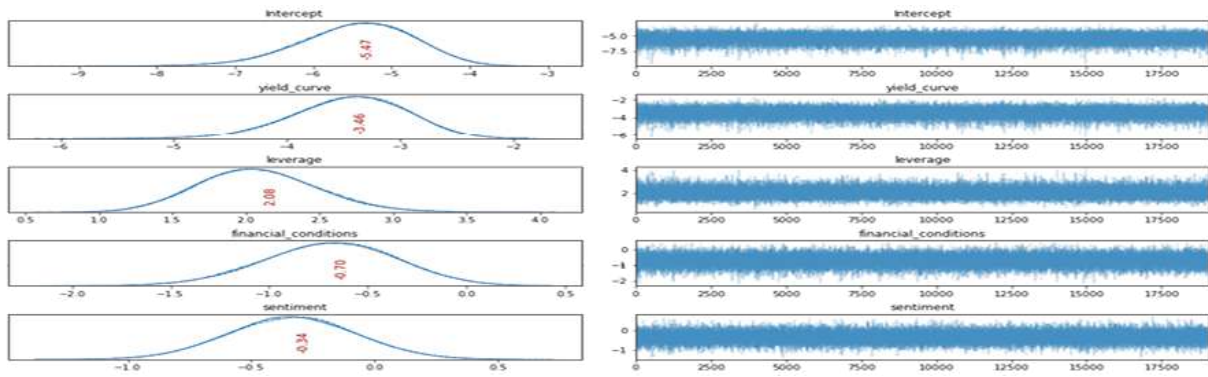 Intercept
-5.47
−9 −8 −7 −6 −5 −4 −3
yield_curve
-3.46
−6 −5 −4 −3 −2
leverage
2.08
0.5 1.0 1.5 2.0 2.5 3.0 3.5 4.0
financial_conditions
-0.70
−2.0 −1.5 −1.0 −0.5 0.0 0.5
sentiment
-0.34
−1.0 −0.5 0.0 0.5
Intercept
−5.0
−7.5
0 2500 5000 7500 10000 12500 15000 17500
yield_curve
−2
−4
−6
0 2500 5000 7500 10000 12500 15000 17500
leverage
4
2
0 2500 5000 7500 10000 12500 15000 17500
financial_conditions
0
−1
−2
0 2500 5000 7500 10000 12500 15000 17500
sentiment
0
−1
0 2500 5000 7500 10000 12500 15000 17500